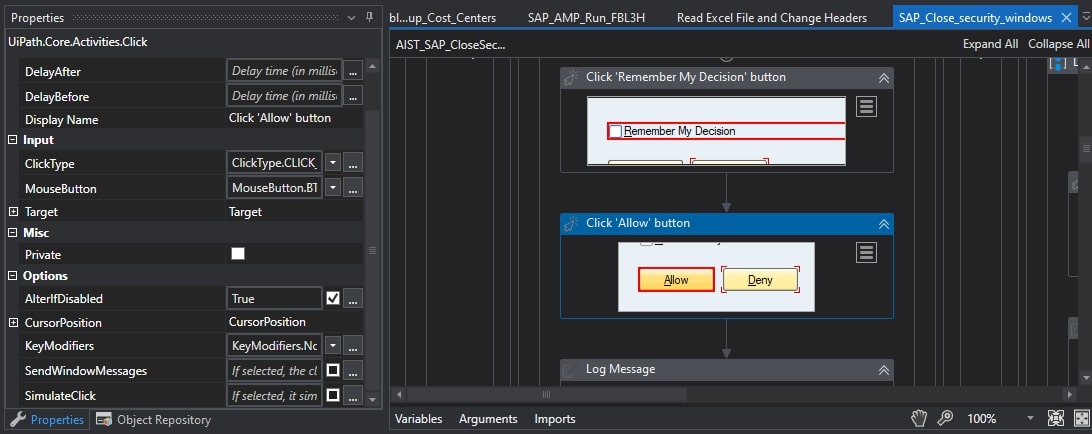 Properties
UiPath.Core.Activities.Click
DelayAfter
Delay time (in millise
...
DelayBefore
Delay time (in millise
...
Display Name
Click 'Allow' button
Input
ClickType
ClickType.CLICK_
...
MouseButton
MouseButton.BT
...
Target
Target
Misc
Private
Options
AlterIfDisabled
True
...
CursorPosition
CursorPosition
KeyModifiers
KeyModifiers.Nc
...
SendWindowMessages
If selected, the cl
...
SimulateClick
If selected, it sim
...
Properties
Object Repository
bl...up_Cost_Centers
SAP_AMP_Run_FBL3H
Read Excel File and Change Headers
SAP_Close_security_windows
AIST_SAP_CloseSec...
Expand All
Collapse All
Click 'Remember My Decision' button
Remember My Decision
Click 'Allow' button
Allow
Deny
Log Message
Variables
Arguments
Imports
100%